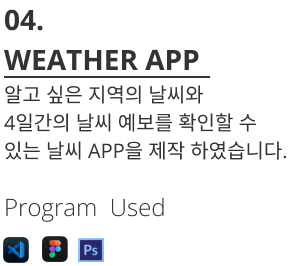 04.
WEATHER APP
알고 싶은 지역의 날씨와
4일간의 날씨 예보를 확인할 수
있는 날씨 APP을 제작 하였습니다.
Program Used
Ps